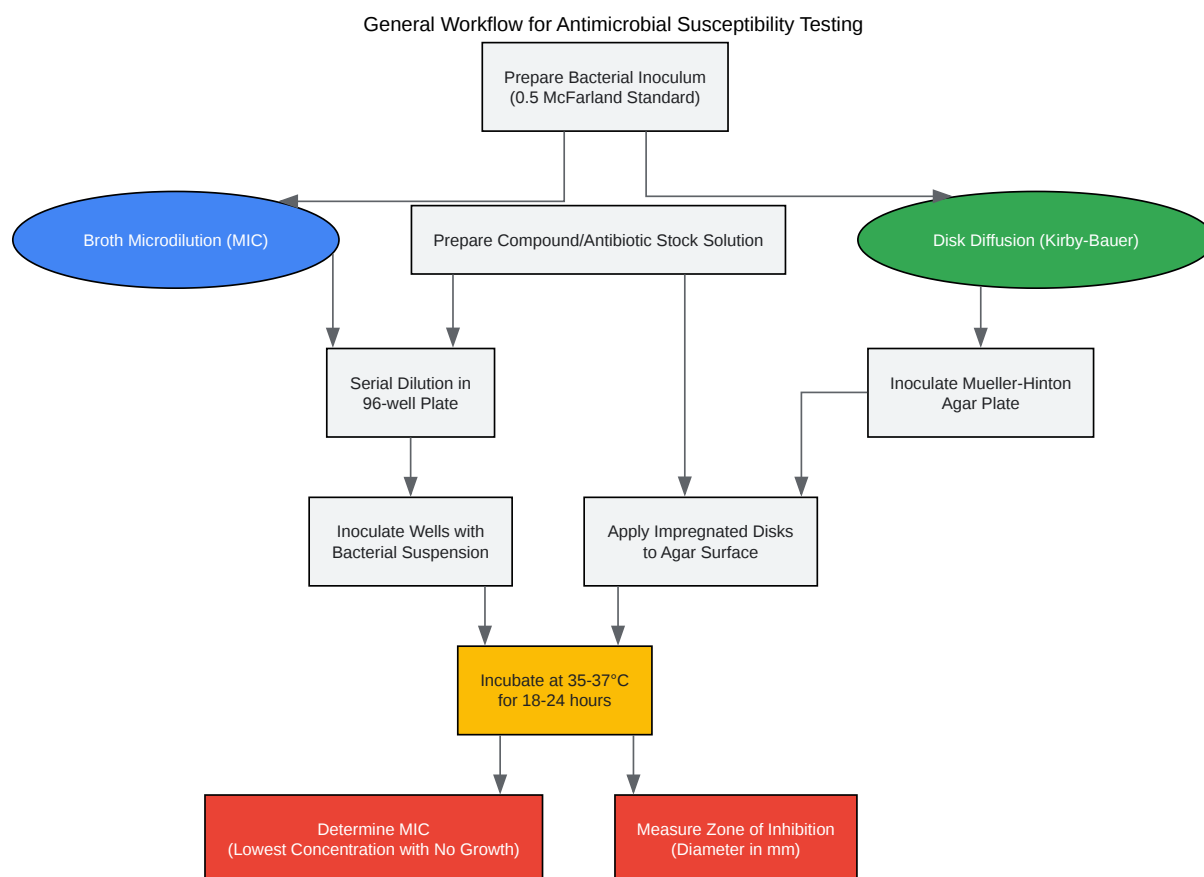 General Workflow for Antimicrobial Susceptibility Testing
Prepare Bacterial Inoculum
(0.5 McFarland Standard)
Broth Microdilution (MIC)
Prepare Compound/Antibiotic Stock Solution
Disk Diffusion (Kirby-Bauer)
Serial Dilution in
96-well Plate
Inoculate Mueller-Hinton
Agar Plate
Inoculate Wells with
Bacterial Suspension
Apply Impregnated Disks
to Agar Surface
Incubate at 35-37°C
for 18-24 hours
Determine MIC
(Lowest Concentration with No Growth)
Measure Zone of Inhibition
(Diameter in mm)